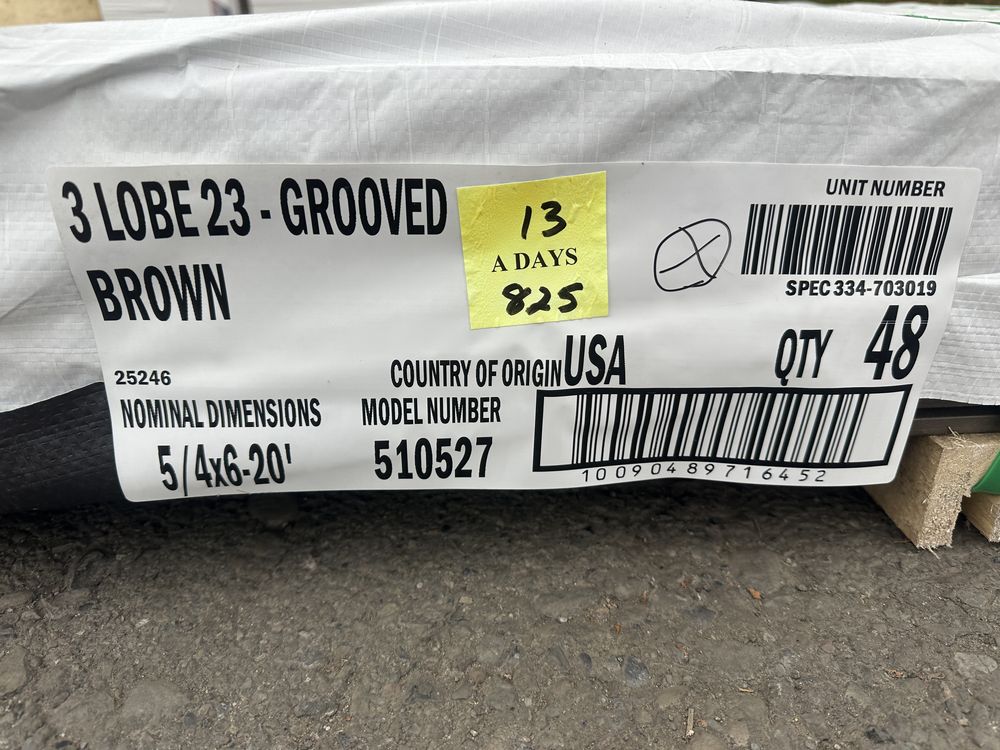 3 LOBE 23 - GROOVED
BROWN
13
A DAYS
825
X
UNIT NUMBER
SPEC 334-703019
QTY 48
25246
COUNTRY OF ORIGIN USA
NOMINAL DIMENSIONS
5/4x6-20'
MODEL NUMBER
510527
10090489716452